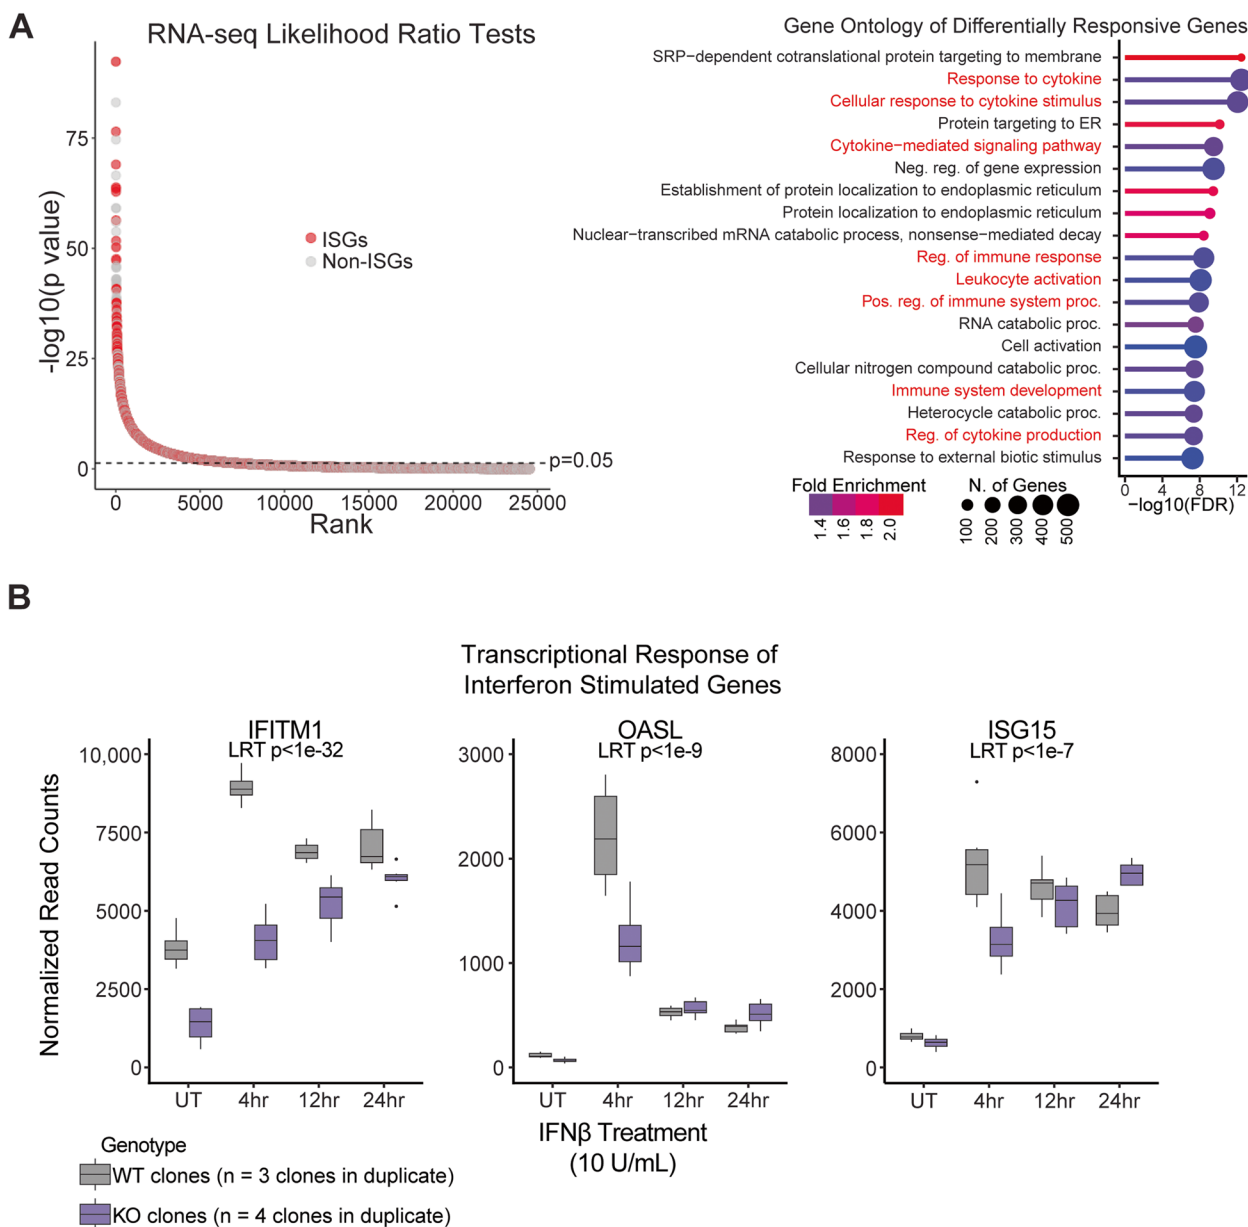 A
RNA-seq Likelihood Ratio Tests
-log10(p value)
75
50
25
0
ISGs
Non-ISGs
p=0.05
0
5000
10000
15000
20000
25000
Rank
Gene Ontology of Differentially Responsive Genes
SRP-dependent cotranslational protein targeting to membrane
Response to cytokine
Cellular response to cytokine stimulus
Protein targeting to ER
Cytokine-mediated signaling pathway
Neg. reg. of gene expression
Establishment of protein localization to endoplasmic reticulum
Protein localization to endoplasmic reticulum
Nuclear-transcribed mRNA catabolic process, nonsense-mediated decay
Reg. of immune response
Leukocyte activation
Pos. reg. of immune system proc.
RNA catabolic proc.
Cell activation
Cellular nitrogen compound catabolic proc.
Immune system development
Heterocycle catabolic proc.
Reg. of cytokine production
Response to external biotic stimulus
0 4 8 12
-log10(FDR)
Fold Enrichment
1.4
1.6
1.8
2.0
N. of Genes
100
200
300
400
500
B
Transcriptional Response of
Interferon Stimulated Genes
Normalized Read Counts
IFITM1
LRT p<1e-32
10,000
7500
5000
2500
0
UT 4hr 12hr 24hr
OASL
LRT p<1e-9
3000
2000
1000
0
UT 4hr 12hr 24hr
ISG15
LRT p<1e-7
8000
6000
4000
2000
0
UT 4hr 12hr 24hr
IFNβ Treatment
(10 U/mL)
Genotype
WT clones (n = 3 clones in duplicate)
KO clones (n = 4 clones in duplicate)